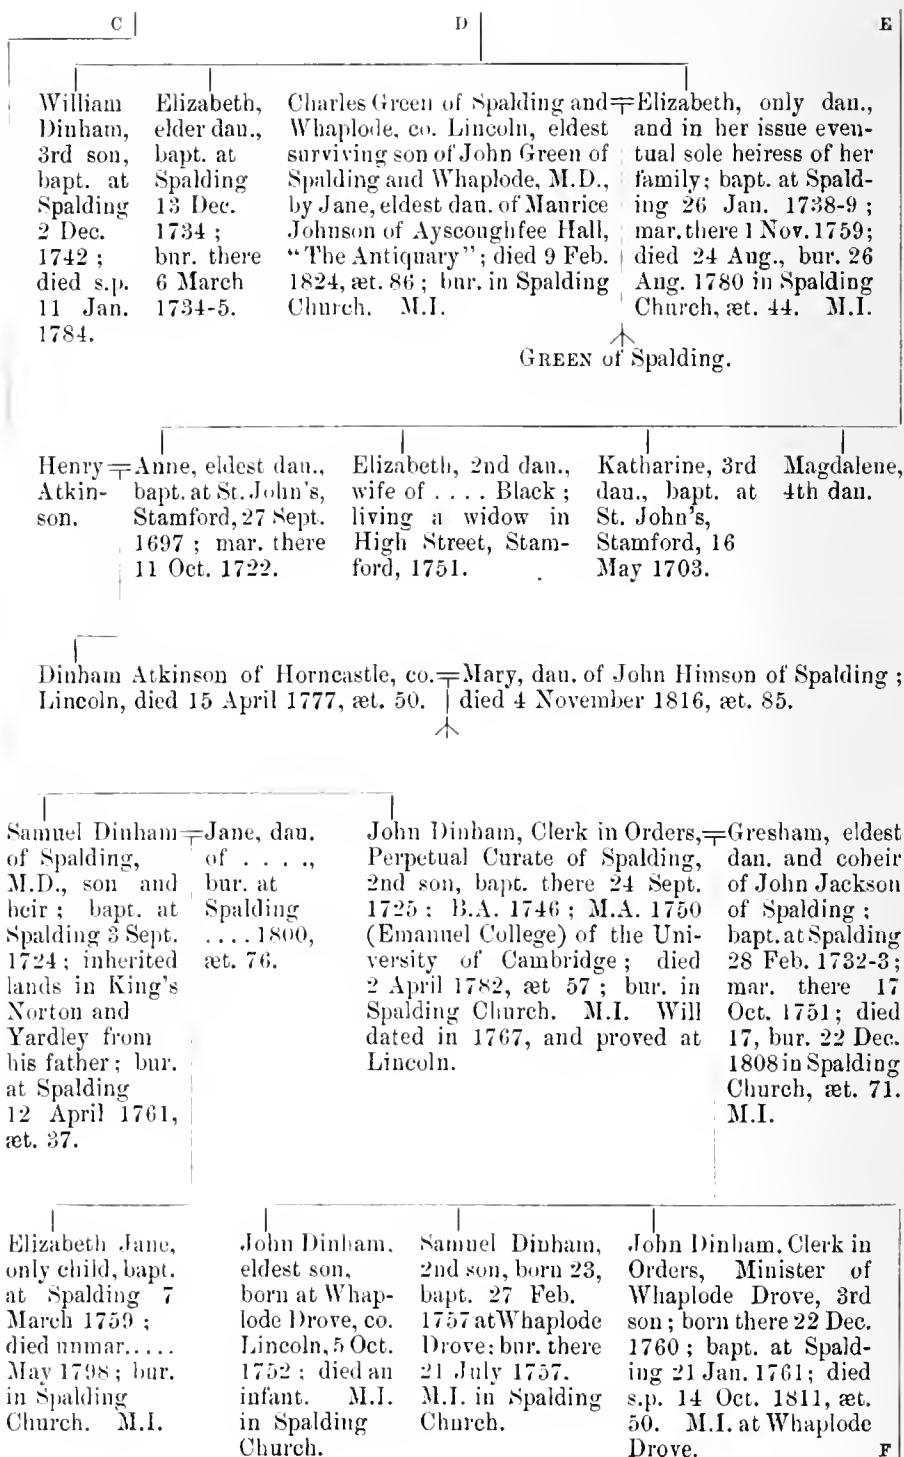 C D E
William
Dinham,
3rd son,
bapt. at
Spalding
2 Dec.
1742 ;
died s.p.
11 Jan.
1784.
Elizabeth,
elder dau.,
bapt. at
Spalding
13 Dec.
1734 ;
bur. there
6 March
1734-5.
Charles Green of Spalding and
Whaplode, co. Lincoln, eldest
surviving son of John Green of
Spalding and Whaplode, M.D.,
by Jane, eldest dau. of Maurice
Johnson of Ayscoughfee Hall,
“The Antiquary” ; died 9 Feb.
1824, æt. 86 ; bur. in Spalding
Church. M.I.
Elizabeth, only dau.,
and in her issue even-
tual sole heiress of her
family; bapt. at Spald-
ing 26 Jan. 1738-9 ;
mar. there 1 Nov. 1759;
died 24 Aug., bur. 26
Aug. 1780 in Spalding
Church, æt. 44. M.I.
GREEN of Spalding.
Henry
Atkin-
son.
Anne, eldest dau.,
bapt. at St. John's,
Stamford, 27 Sept.
1697 ; mar. there
11 Oct. 1722.
Elizabeth, 2nd dau.,
wife of . . . . Black ;
living a widow in
High Street, Stam-
ford, 1751.
Katharine, 3rd
dau., bapt. at
St. John's,
Stamford, 16
May 1703.
Magdalene,
4th dau.
Dinham Atkinson of Horncastle, co.
Lincoln, died 15 April 1777, æt. 50.
Mary, dau. of John Himson of Spalding ;
died 4 November 1816, æt. 85.
Samuel Dinham
of Spalding,
M.D., son and
heir ; bapt. at
Spalding 3 Sept.
1724 ; inherited
lands in King's
Norton and
Yardley from
his father ; bur.
at Spalding
12 April 1761,
æt. 37.
Jane, dau.
of . . . .,
bur. at
Spalding
. . . . 1800,
æt. 76.
John Dinham, Clerk in Orders,
Perpetual Curate of Spalding,
2nd son, bapt. there 24 Sept.
1725 ; B.A. 1746 ; M.A. 1750
(Emanuel College) of the Uni-
versity of Cambridge ; died
2 April 1782, æt 57 ; bur. in
Spalding Church. M.I. Will
dated in 1767, and proved at
Lincoln.
Gresham, eldest
dau. and coheir
of John Jackson
of Spalding ;
bapt. at Spalding
28 Feb. 1732-3;
mar. there 17
Oct. 1751 ; died
17, bur. 22 Dec.
1808 in Spalding
Church, æt. 71.
M.I.
Elizabeth Jane,
only child, bapt.
at Spalding 7
March 1759 ;
died unmar.....
May 1798 ; bur.
in Spalding
Church. M.I.
John Dinham,
eldest son,
born at Whap-
lode Drove, co.
Lincoln, 5 Oct.
1752 ; died an
infant. M.I.
in Spalding
Church.
Samuel Dinham,
2nd son, born 23,
bapt. 27 Feb.
1757 at Whaplode
Drove; bur. there
21 July 1757.
M.I. in Spalding
Church.
John Dinham, Clerk in
Orders, Minister of
Whaplode Drove, 3rd
son ; born there 22 Dec.
1760 ; bapt. at Spald-
ing 21 Jan. 1761; died
s.p. 14 Oct. 1811, æt.
50. M.I. at Whaplode
Drove.
F